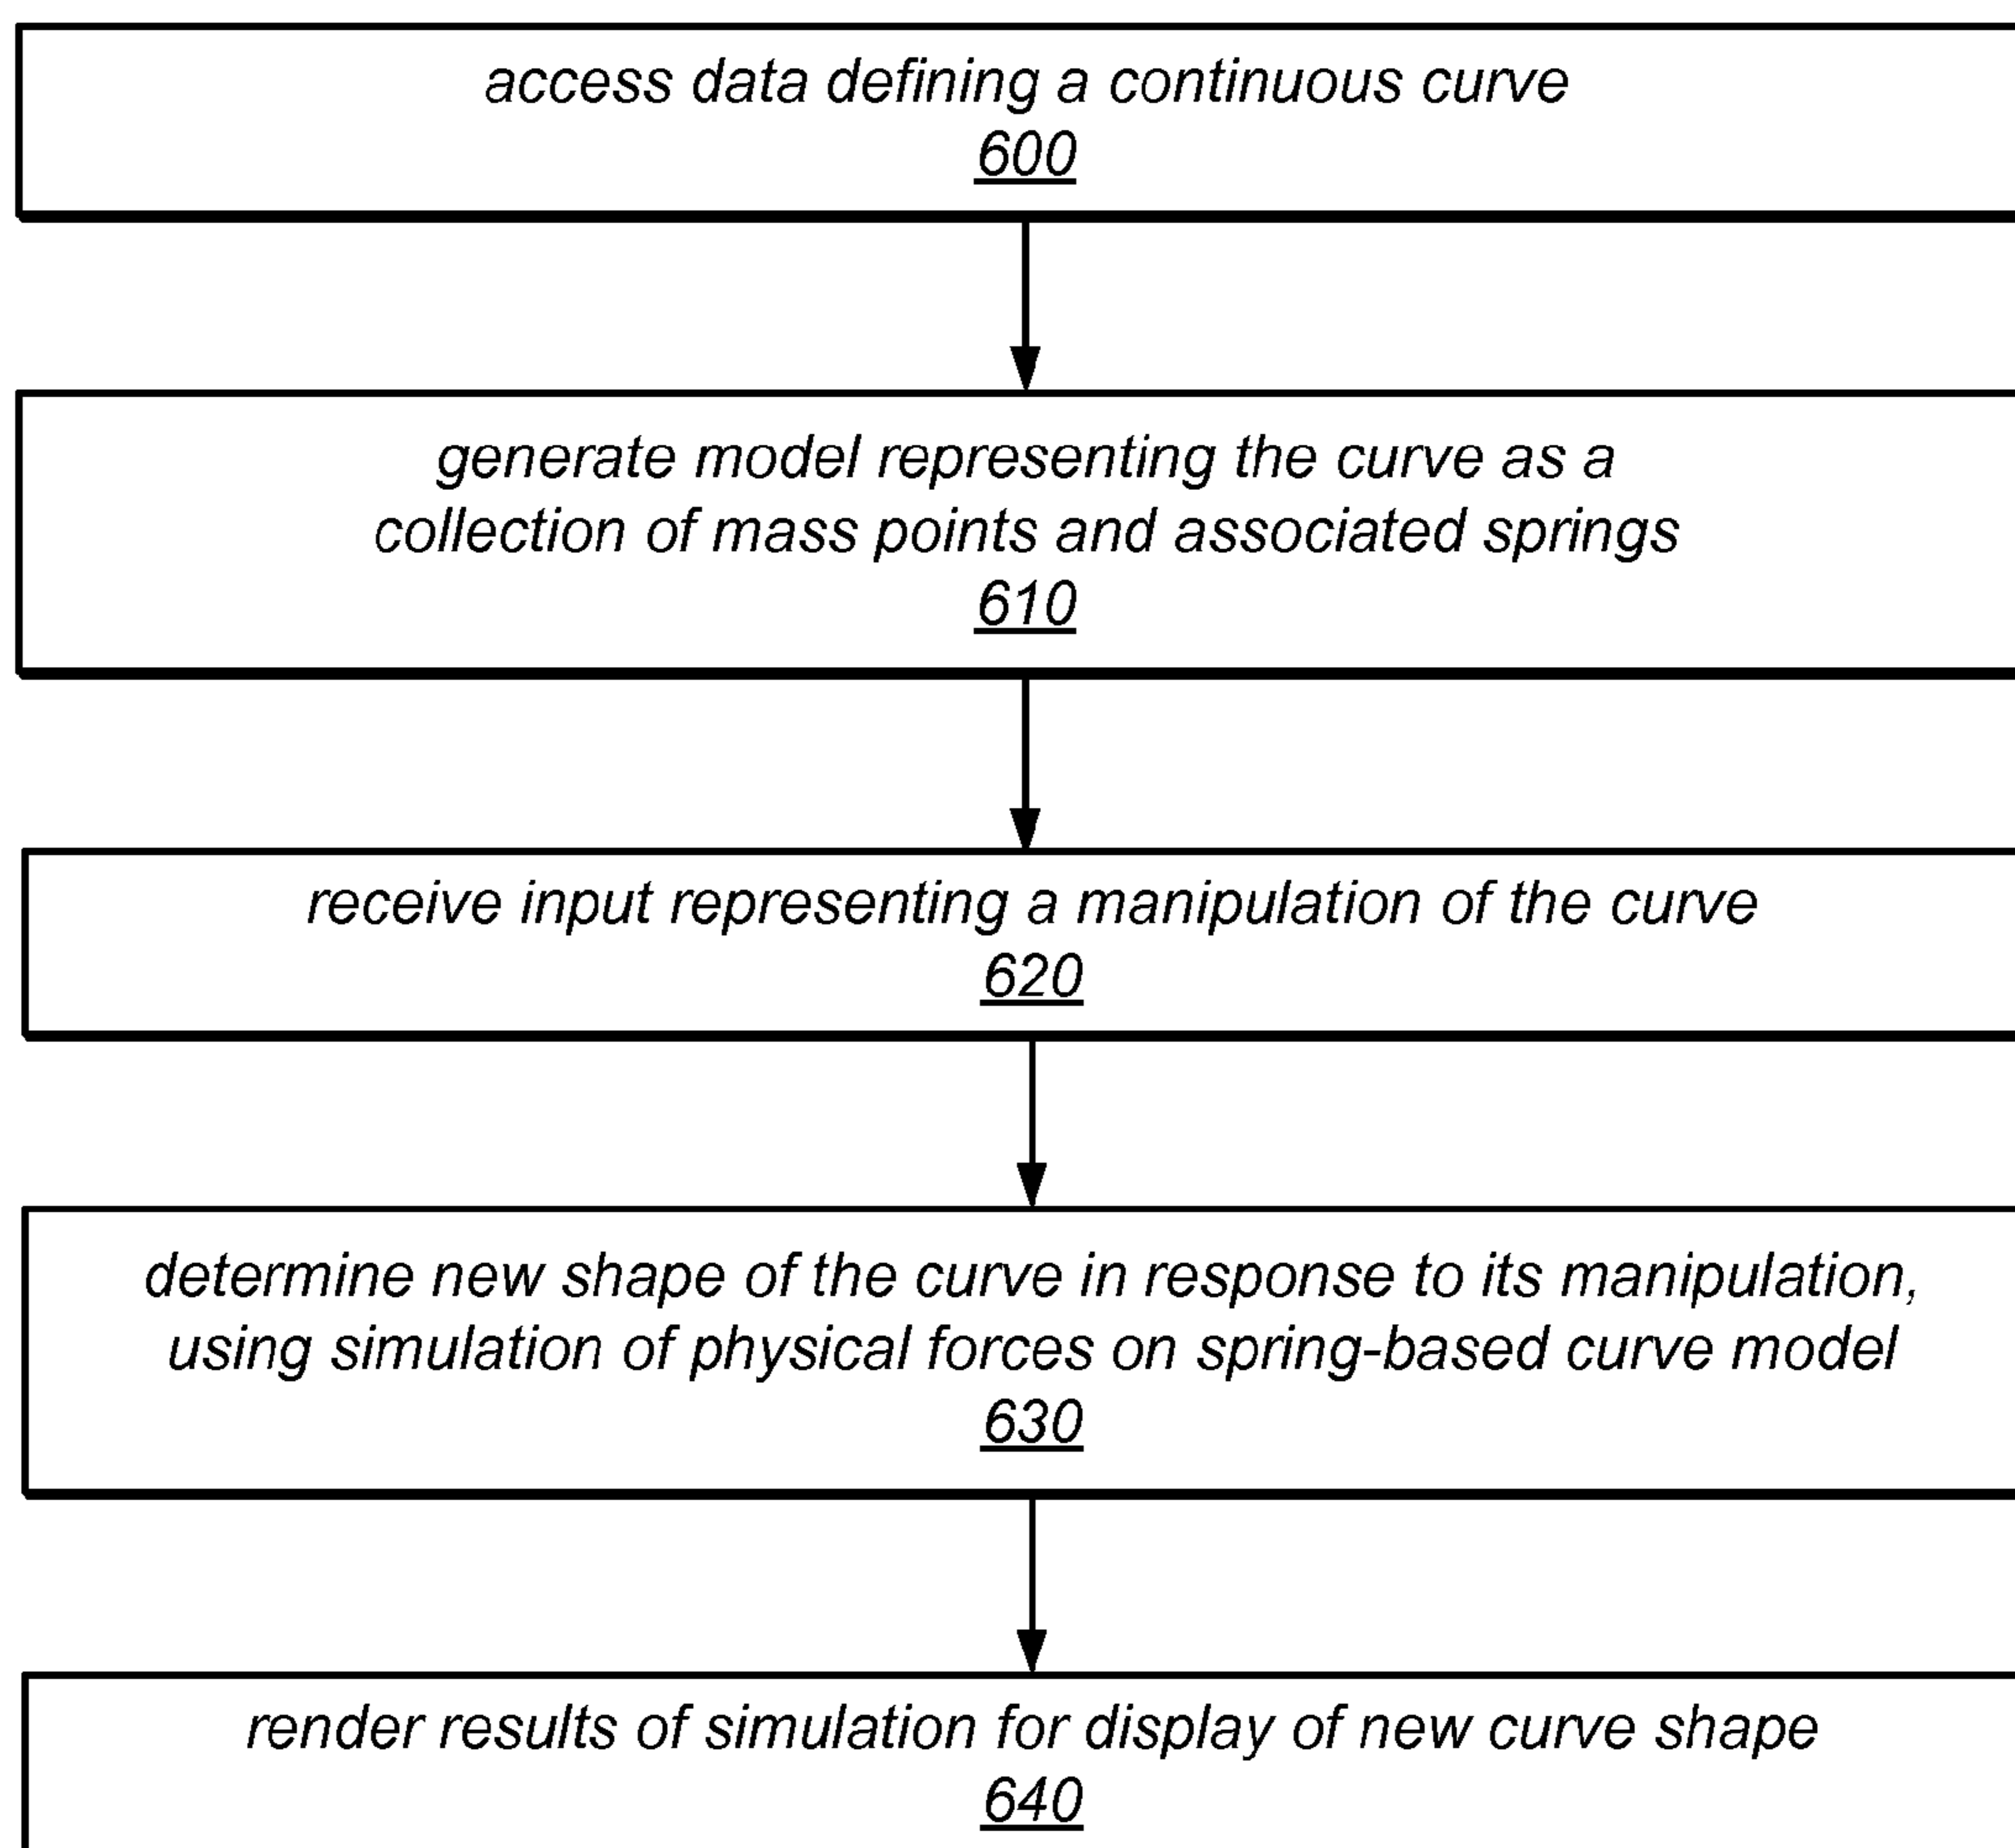 access data defining a continuous curve
600
generate model representing the curve as a
collection of mass points and associated springs
610
receive input representing a manipulation of the curve
620
determine new shape of the curve in response to its manipulation,
using simulation of physical forces on spring-based curve model
630
render results of simulation for display of new curve shape
640